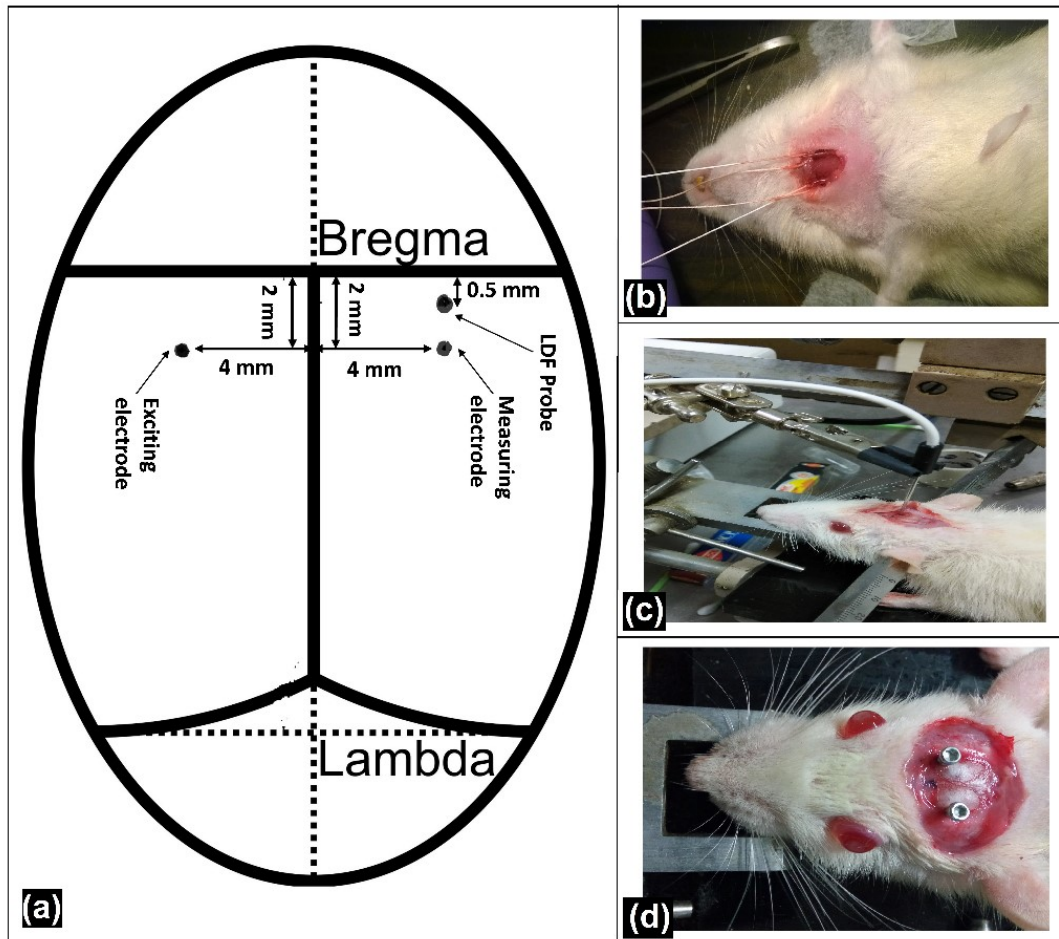 Bregma
2 mm
2 mm
0.5 mm
4 mm
4 mm
LDF Probe
Exciting
electrode
Measuring
electrode
Lambda
(a)
(b)
(c)
(d)